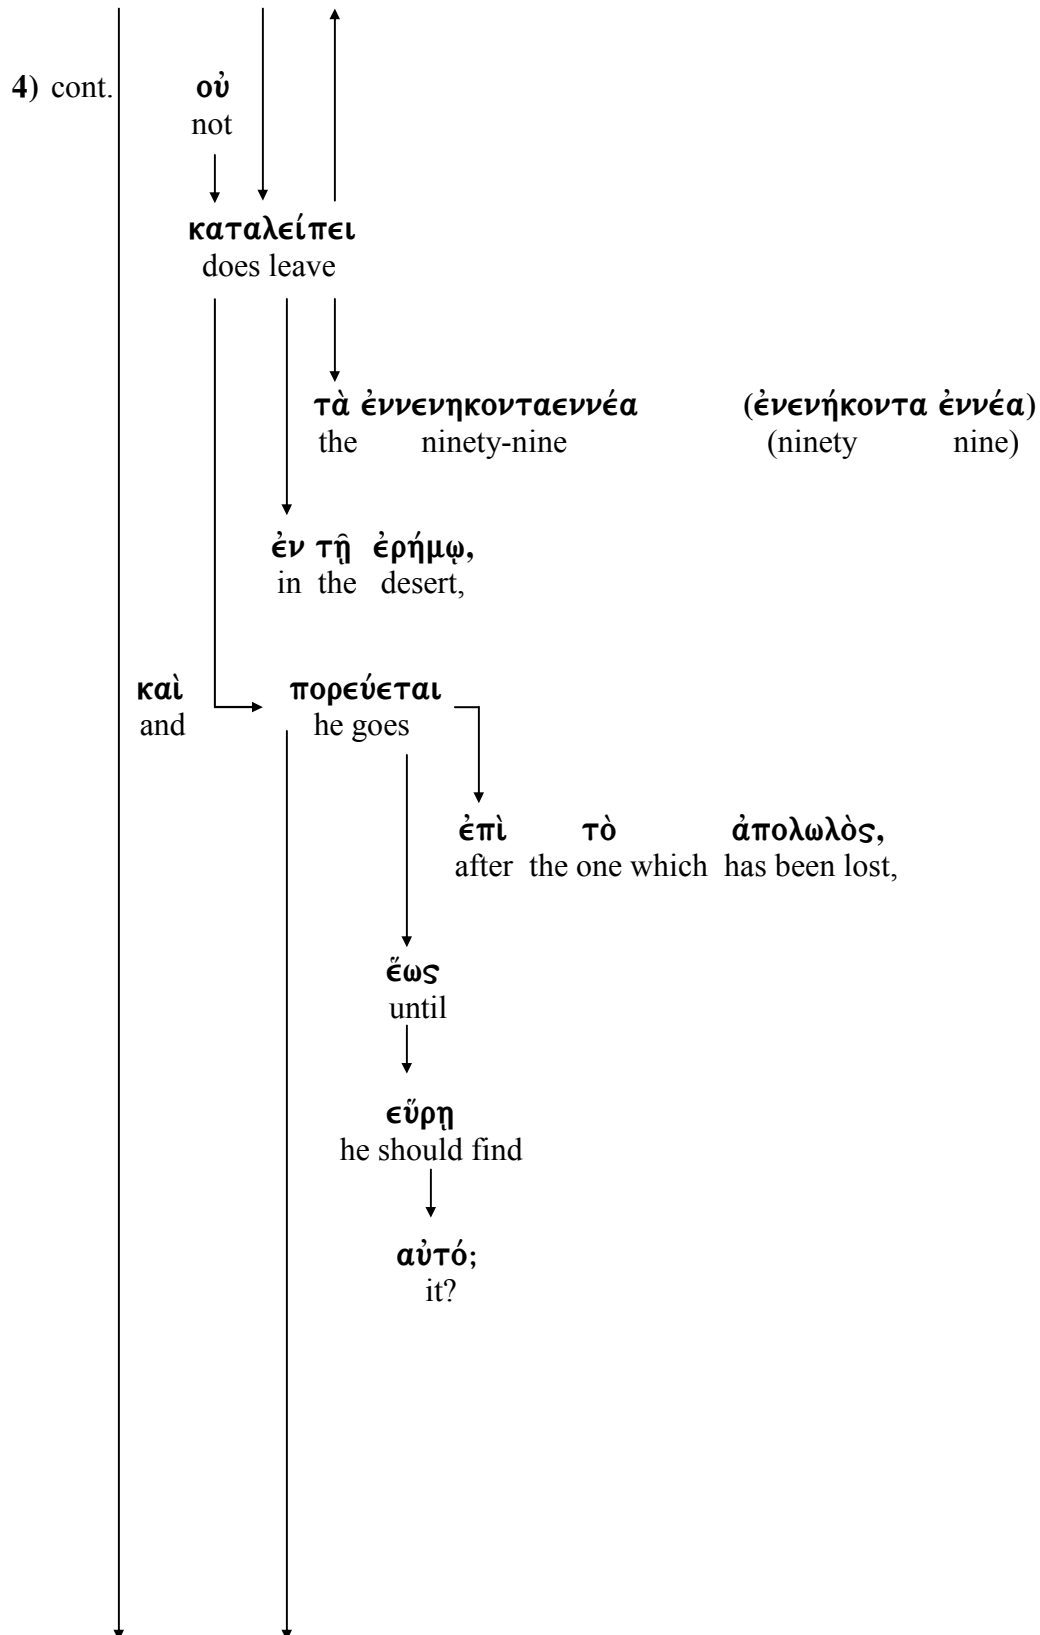 4) cont. οὐ
not
καταλείπει
does leave
τὰ ἐννενηκονταεννέα (ἐνενήκοντα ἐννέα)
the ninety-nine (ninety nine)
ἐν τῇ ἐρήμῳ,
in the desert,
καὶ πορεύεται
and he goes
ἐπὶ τὸ ἀπολωλὸς,
after the one which has been lost,
ἕως
until
εὕρῃ
he should find
αὐτό;
it?